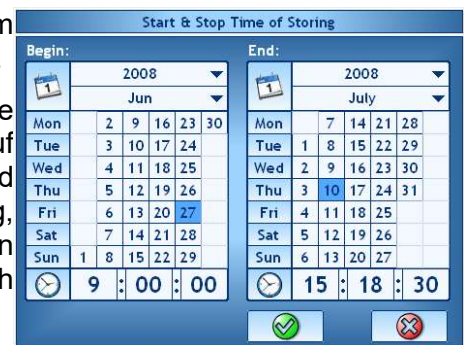 m
e
uf
d
g,
n
h
Start & Stop Time of Storing
Begin: End:
1 2008 1 2008
Jun July
Mon 2 9 16 23 30 Mon 7 14 21 28
Tue 3 10 17 24 Tue 1 8 15 22 29
Wed 4 11 18 25 Wed 2 9 16 23 30
Thu 5 12 19 26 Thu 3 10 17 24 31
Fri 6 13 20 27 Fri 4 11 18 25
Sat 7 14 21 28 Sat 5 12 19 26
Sun 1 8 15 22 29 Sun 6 13 20 27
9 : 00 : 00 15 : 18 : 30